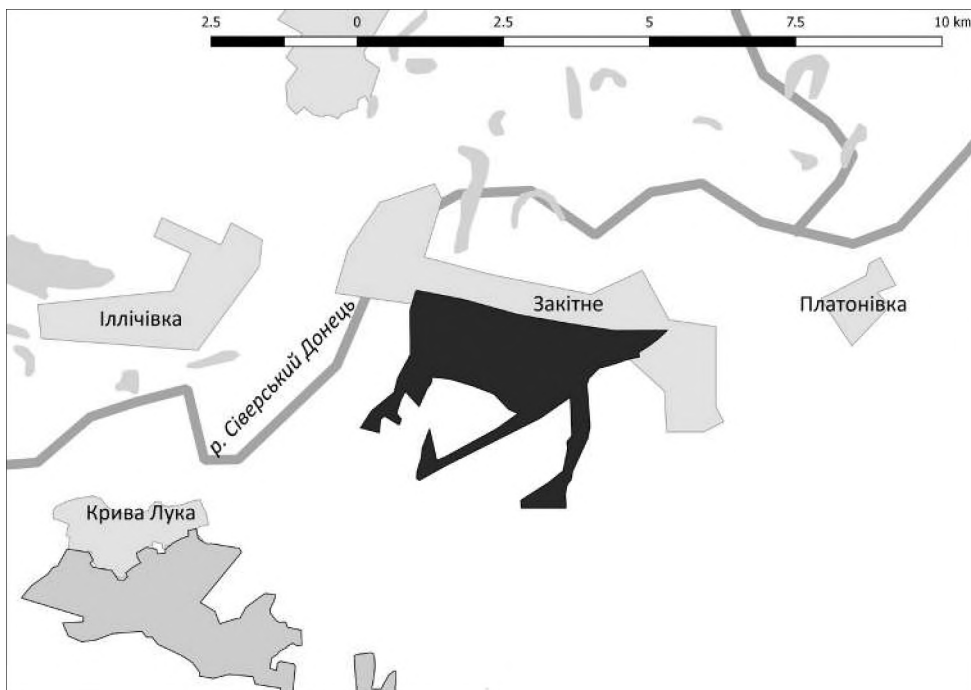 2.5 0 2.5 5 7.5 10 km
Закітне
Платонівка
Іллічівка
р. Сіверський Донець
Крива Лука